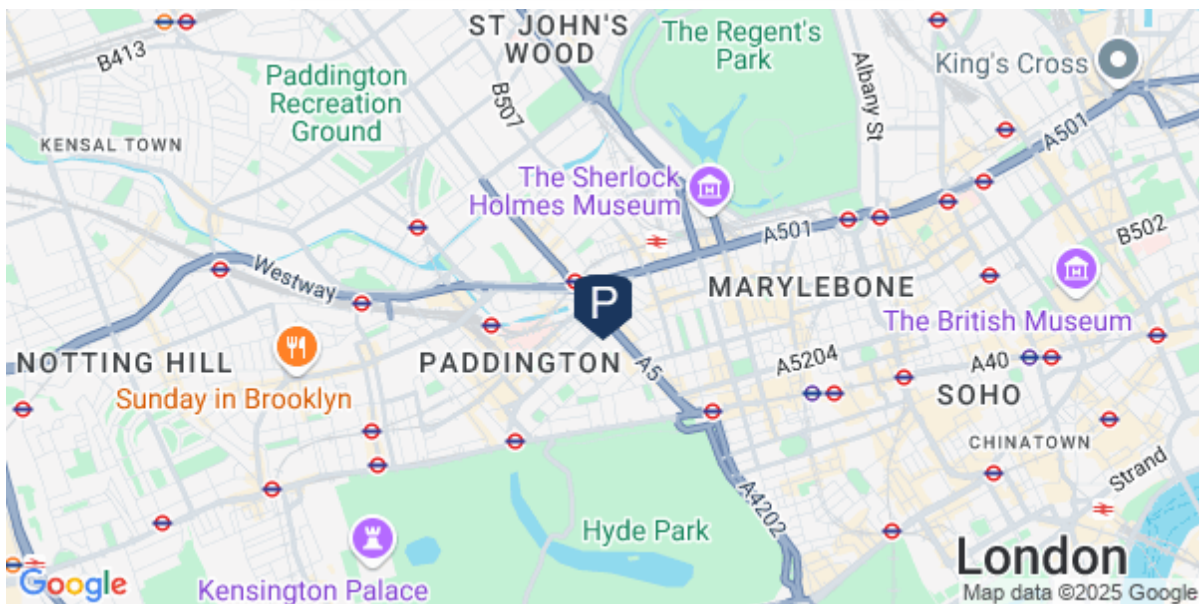 ST JOHN'S
WOOD
The Regent's
Park
B413
Albany St
King's Cross
Paddington
Recreation
Ground
B507
KENSAL TOWN
A501
The Sherlock
Holmes Museum
A501
B502
Westway
P
MARYLEBONE
The British Museum
NOTTING HILL
PADDINGTON
A5
A5204
A40
Sunday in Brooklyn
SOHO
CHINATOWN
Strand
A4202
Hyde Park
London
Google
Kensington Palace
Map data ©2025 Google